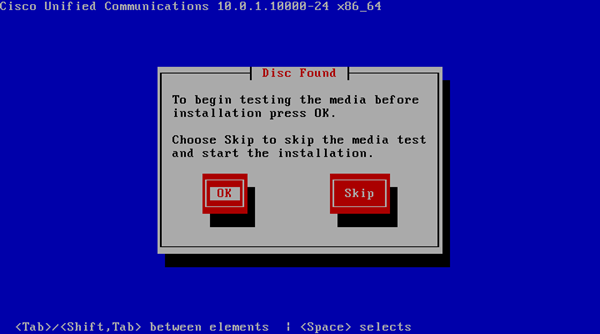 Cisco Unified Communications 10.0.1.10000-24 x86_64
Disc Found
To begin testing the media before
installation press OK.
Choose Skip to skip the media test
and start the installation.
OK Skip
<Tab>/<Shift,Tab> between elements | <Space> selects